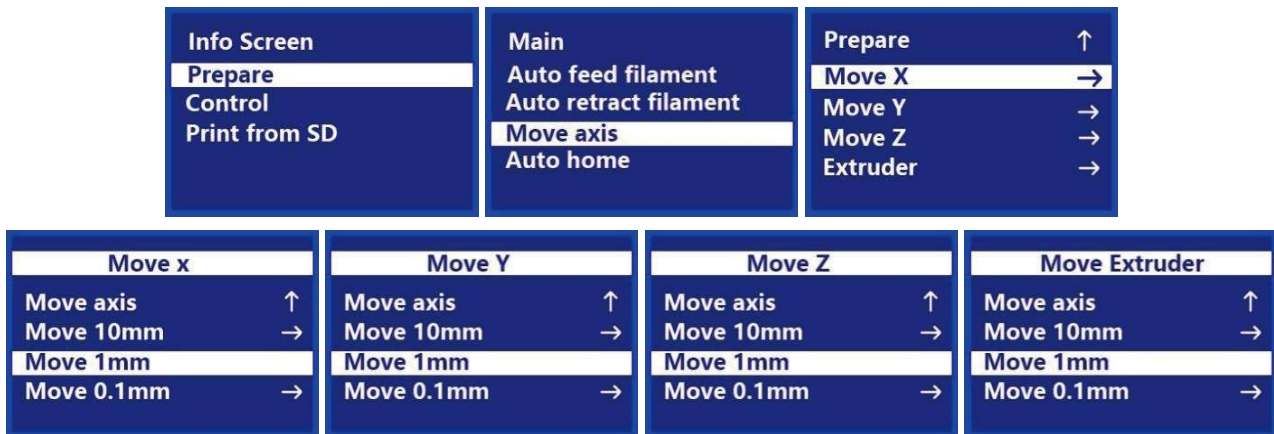 Info Screen
Prepare
Control
Print from SD
Main
Auto feed filament
Auto retract filament
Move axis
Auto home
Prepare ↑
Move X →
Move Y →
Move Z →
Extruder →
Move x
Move axis ↑
Move 10mm →
Move 1mm
Move 0.1mm →
Move Y
Move axis ↑
Move 10mm →
Move 1mm
Move 0.1mm →
Move Z
Move axis ↑
Move 10mm →
Move 1mm
Move 0.1mm →
Move Extruder
Move axis ↑
Move 10mm →
Move 1mm
Move 0.1mm →